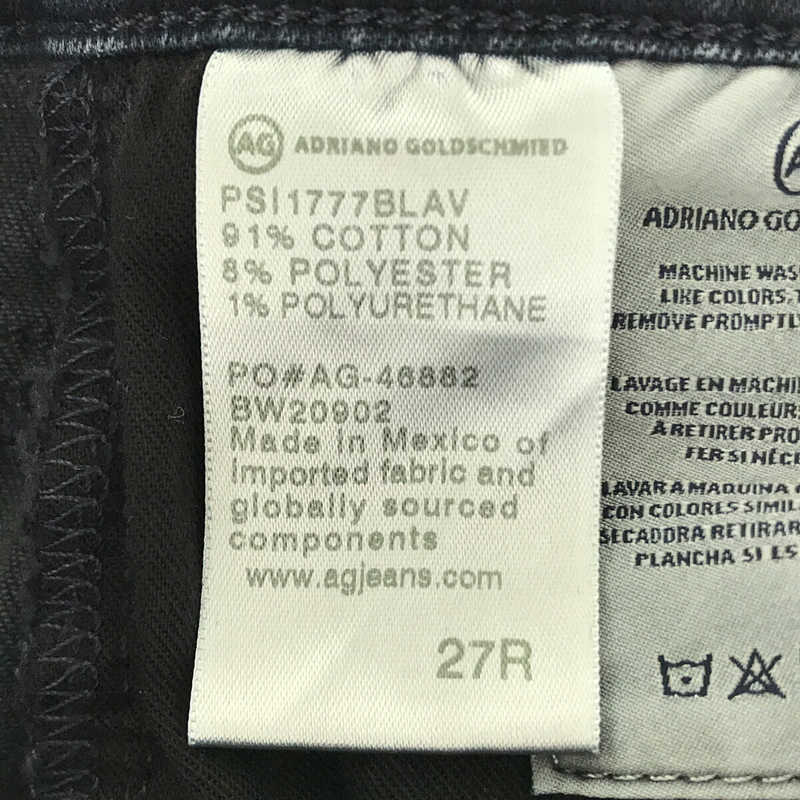 AG ADRIANO GOLDSCHMIED
PSI1777BLAV
91% COTTON
8% POLYESTER
1% POLYURETHANE
PO#AG-46882
BW20902
Made in Mexico of
imported fabric and
globally sourced
components
www.agjeans.com
27R
ADRIANO GO
MACHINE WAS
LIKE COLORS, T
REMOVE PROMPTLY
LAVAGE EN MACHI
COMME COULEURS
À RETIRER PRO
FER SI NÉCE
LAVAR A MAQUINA
CON COLORES SIMIL
SECADORA RETIRAR
PLANCHA SI ES